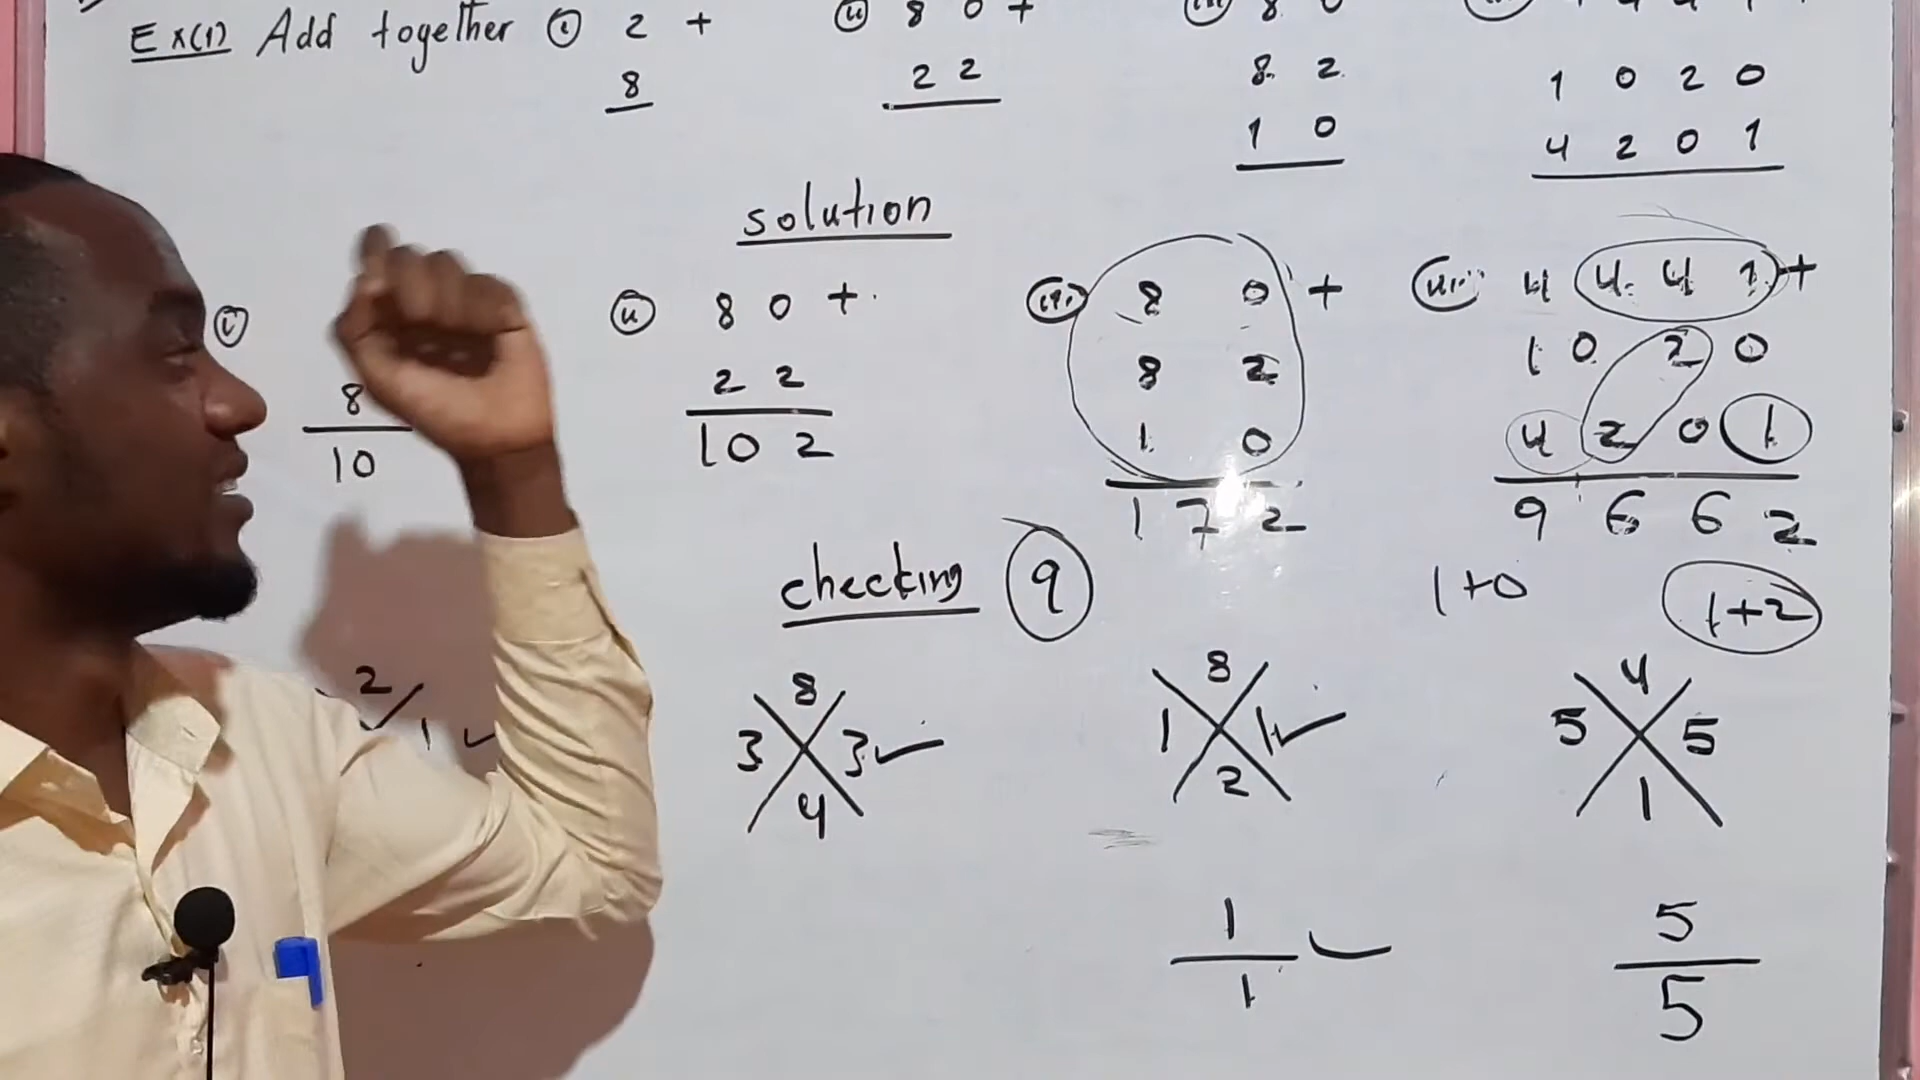 Ex(1) Add together (i) 2 + (ii) 8 0 + (iii) 8 0
8 2 2 8 2 1 0 2 0
1 0 4 2 0 1
solution
(i) (ii) 8 0 + (iii) 8 0 + 4 4 4 1 +
8 2 2 8 2 1 0 2 0
1 0 4 2 0 1
10 10 2 1 7 2 9 6 6 2
checking 9 1+0 1+2
2 8 8 4
1 ✓ 3 3 ✓ 1 1 ✓ 5 5
4 2 1
1 ✓ 5
1 5